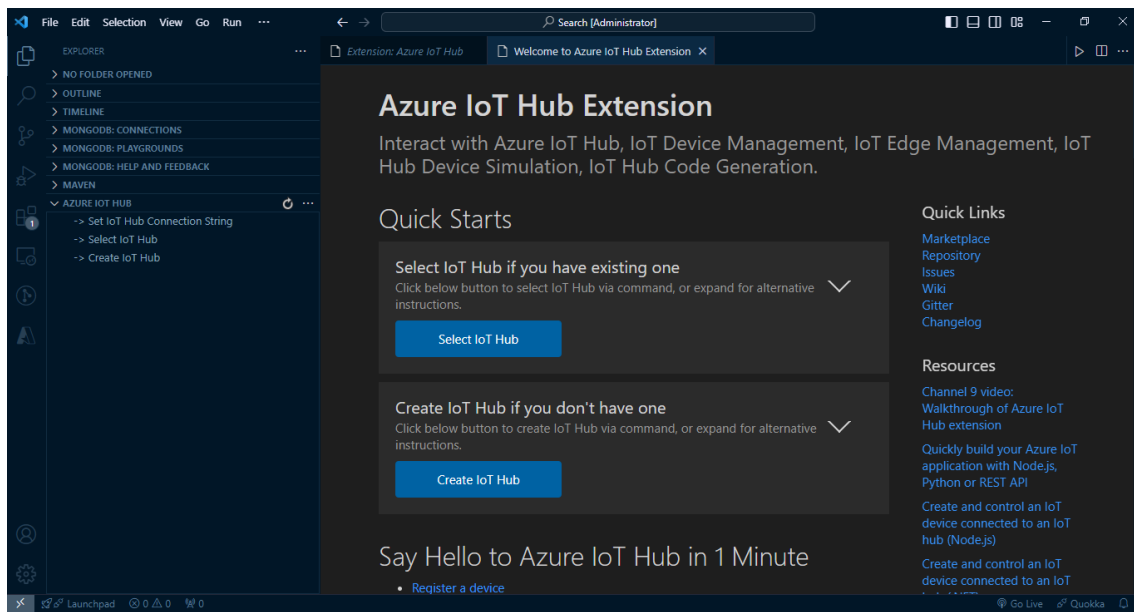 File Edit Selection View Go Run ···
Search [Administrator]
EXPLORER
NO FOLDER OPENED
OUTLINE
TIMELINE
MONGODB: CONNECTIONS
MONGODB: PLAYGROUNDS
MONGODB: HELP AND FEEDBACK
MAVEN
AZURE IOT HUB
-> Set IoT Hub Connection String
-> Select IoT Hub
-> Create IoT Hub
1
Extension: Azure IoT Hub
Welcome to Azure IoT Hub Extension
Azure IoT Hub Extension
Interact with Azure IoT Hub, IoT Device Management, IoT Edge Management, IoT
Hub Device Simulation, IoT Hub Code Generation.
Quick Starts
Select IoT Hub if you have existing one
Click below button to select IoT Hub via command, or expand for alternative
instructions.
Select IoT Hub
Create IoT Hub if you don't have one
Click below button to create IoT Hub via command, or expand for alternative
instructions.
Create IoT Hub
Say Hello to Azure IoT Hub in 1 Minute
• Register a device
Quick Links
Marketplace
Repository
Issues
Wiki
Gitter
Changelog
Resources
Channel 9 video:
Walkthrough of Azure IoT
Hub extension
Quickly build your Azure IoT
application with Node.js,
Python or REST API
Create and control an IoT
device connected to an IoT
hub (Node.js)
Create and control an IoT
device connected to an IoT
Launchpad 0 0 0
Go Live Quokka